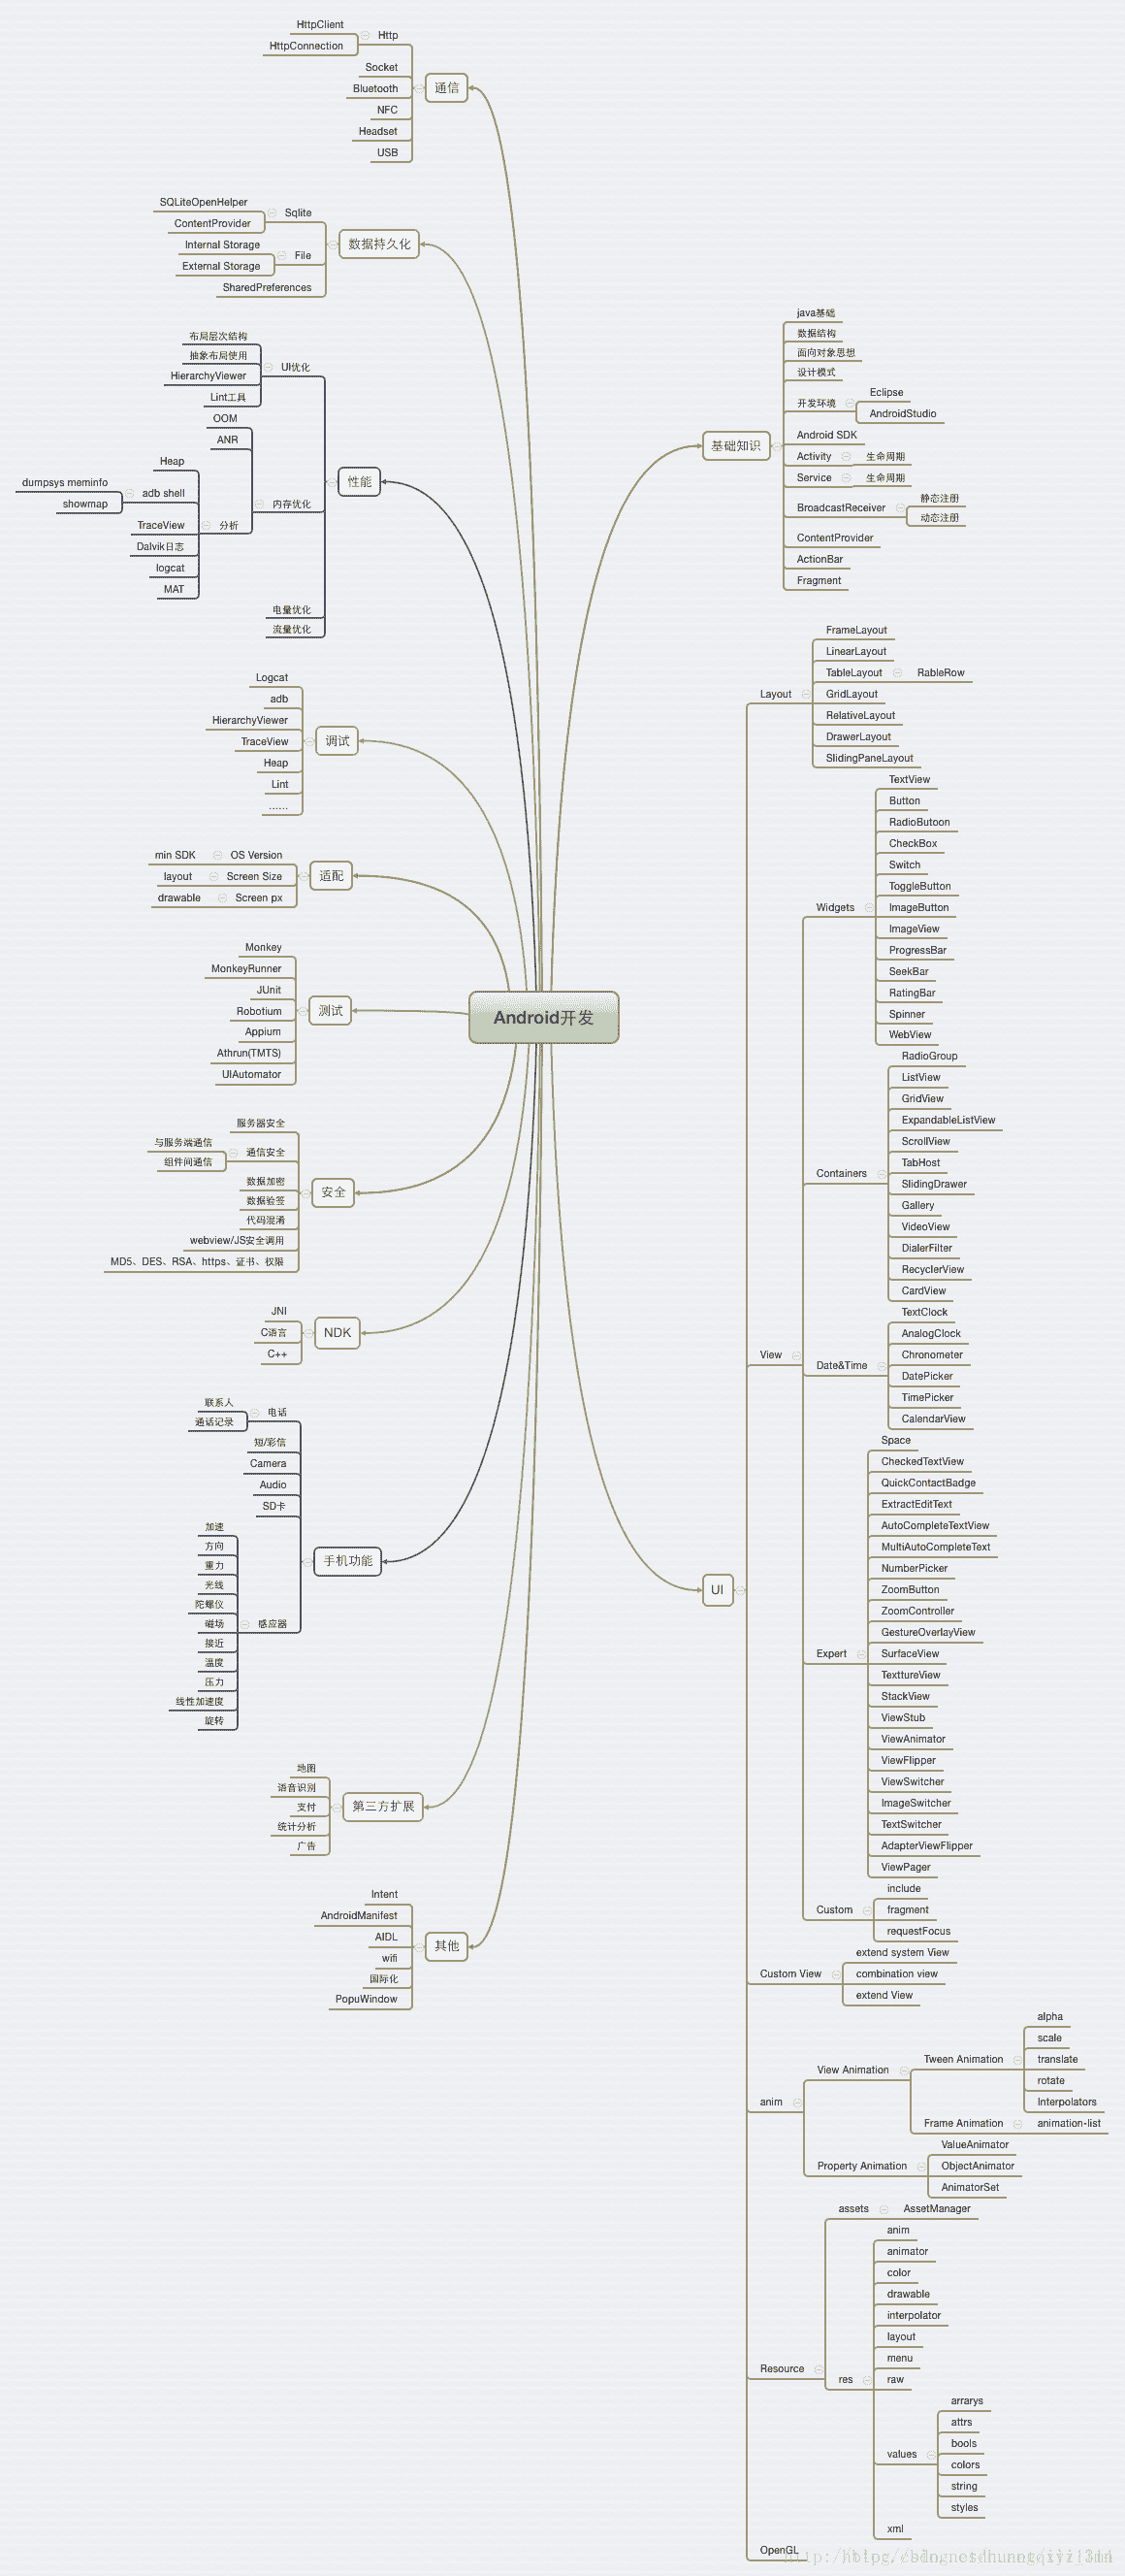 HttpClient
HttpConnection
Http
Socket
Bluetooth
NFC
Headset
USB
通信
SQLiteOpenHelper
ContentProvider
Sqlite
Internal Storage
External Storage
File
SharedPreferences
数据持久化
布局层次结构
抽象布局使用
HierarchyViewer
Lint工具
UI优化
OOM
ANR
Heap
dumpsys meminfo
showmap
adb shell
TraceView
Dalvik日志
logcat
MAT
分析
内存优化
电量优化
流量优化
性能
Logcat
adb
HierarchyViewer
TraceView
Heap
Lint
......
调试
min SDK
OS Version
layout
Screen Size
drawable
Screen px
适配
Monkey
MonkeyRunner
JUnit
Robotium
Appium
Athrun(TMTS)
UIAutomator
测试
服务器安全
与服务端通信
组件间通信
通信安全
数据加密
数据验签
代码混淆
webview/JS安全调用
MD5、DES、RSA、https、证书、权限
安全
JNI
C语言
C++
NDK
联系人
通话记录
电话
短/彩信
Camera
Audio
SD卡
加速
方向
重力
光线
陀螺仪
磁场
接近
温度
压力
线性加速度
旋转
感应器
手机功能
地图
语音识别
支付
统计分析
广告
第三方扩展
Intent
AndroidManifest
AIDL
wifi
国际化
PopuWindow
其他
Android开发
基础知识
java基础
数据结构
面向对象思想
设计模式
开发环境
Eclipse
AndroidStudio
Android SDK
Activity
生命周期
Service
生命周期
BroadcastReceiver
静态注册
动态注册
ContentProvider
ActionBar
Fragment
UI
Layout
FrameLayout
LinearLayout
TableLayout
RableRow
GridLayout
RelativeLayout
DrawerLayout
SlidingPaneLayout
View
Widgets
TextView
Button
RadioButoon
CheckBox
Switch
ToggleButton
ImageButton
ImageView
ProgressBar
SeekBar
RatingBar
Spinner
WebView
Containers
RadioGroup
ListView
GridView
ExpandableListView
ScrollView
TabHost
SlidingDrawer
Gallery
VideoView
DialerFilter
RecyclerView
CardView
Date&Time
TextClock
AnalogClock
Chronometer
DatePicker
TimePicker
CalendarView
Expert
Space
CheckedTextView
QuickContactBadge
ExtractEditText
AutoCompleteTextView
MultiAutoCompleteText
NumberPicker
ZoomButton
ZoomController
GestureOverlayView
SurfaceView
TexttureView
StackView
ViewStub
ViewAnimator
ViewFlipper
ViewSwitcher
ImageSwitcher
TextSwitcher
AdapterViewFlipper
ViewPager
Custom
include
fragment
requestFocus
Custom View
extend system View
combination view
extend View
anim
View Animation
Tween Animation
alpha
scale
translate
rotate
Interpolators
Frame Animation
animation-list
Property Animation
ValueAnimator
ObjectAnimator
AnimatorSet
Resource
assets
AssetManager
res
anim
animator
color
drawable
interpolator
layout
menu
raw
values
arrarys
attrs
bools
colors
string
styles
xml
OpenGL